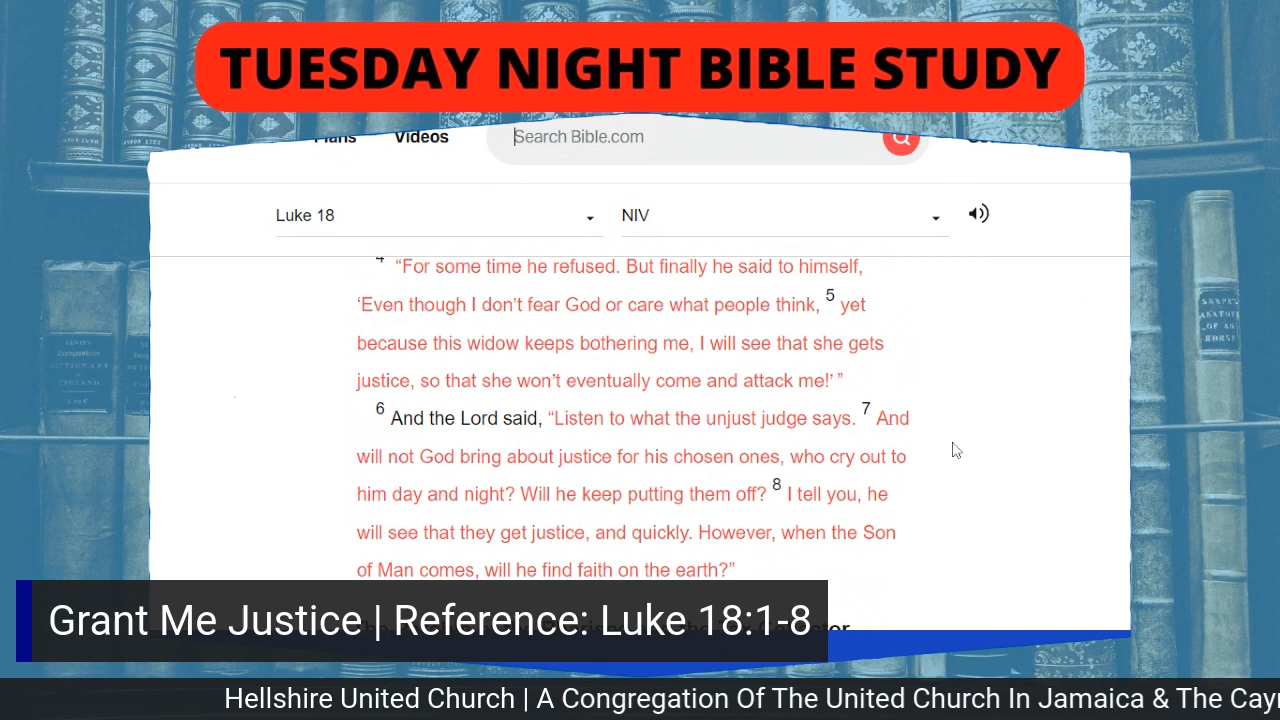 TUESDAY NIGHT BIBLE STUDY
Plans Videos Search Bible.com
Luke 18 NIV
4 “For some time he refused. But finally he said to himself,
‘Even though I don’t fear God or care what people think, 5 yet
because this widow keeps bothering me, I will see that she gets
justice, so that she won’t eventually come and attack me!’ ”
6 And the Lord said, “Listen to what the unjust judge says. 7 And
will not God bring about justice for his chosen ones, who cry out to
him day and night? Will he keep putting them off? 8 I tell you, he
will see that they get justice, and quickly. However, when the Son
of Man comes, will he find faith on the earth?”
Grant Me Justice | Reference: Luke 18:1-8
Hellshire United Church | A Congregation Of The United Church In Jamaica & The Cay